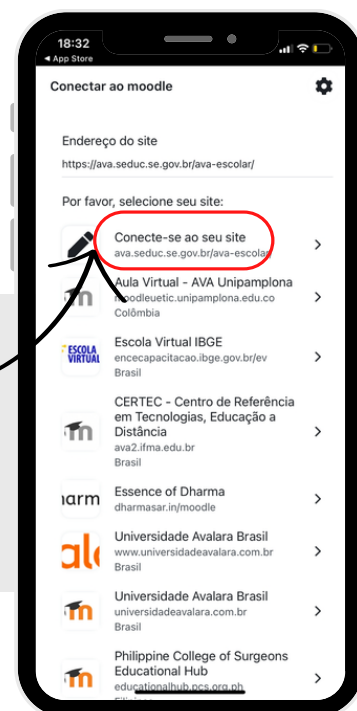 18:32
◀ App Store
Conectar ao moodle
Endereço do site
https://ava.seduc.se.gov.br/ava-escolar/
Por favor, selecione seu site:
Conecte-se ao seu site
ava.seduc.se.gov.br/ava-escolar
Aula Virtual - AVA Unipamplona
moodleuetic.unipamplona.edu.co
Colômbia
ESCOLA
VIRTUAL
Escola Virtual IBGE
encecapacitacao.ibge.gov.br/ev
Brasil
CERTEC - Centro de Referência
em Tecnologias, Educação a
Distância
ava2.ifma.edu.br
Brasil
arm
Essence of Dharma
dharmasar.in/moodle
Universidade Avalara Brasil
www.universidadeavalara.com.br
Brasil
Universidade Avalara Brasil
universidadeavalara.com.br
Brasil
Philippine College of Surgeons
Educational Hub
educationalhub.pcs.org.ph